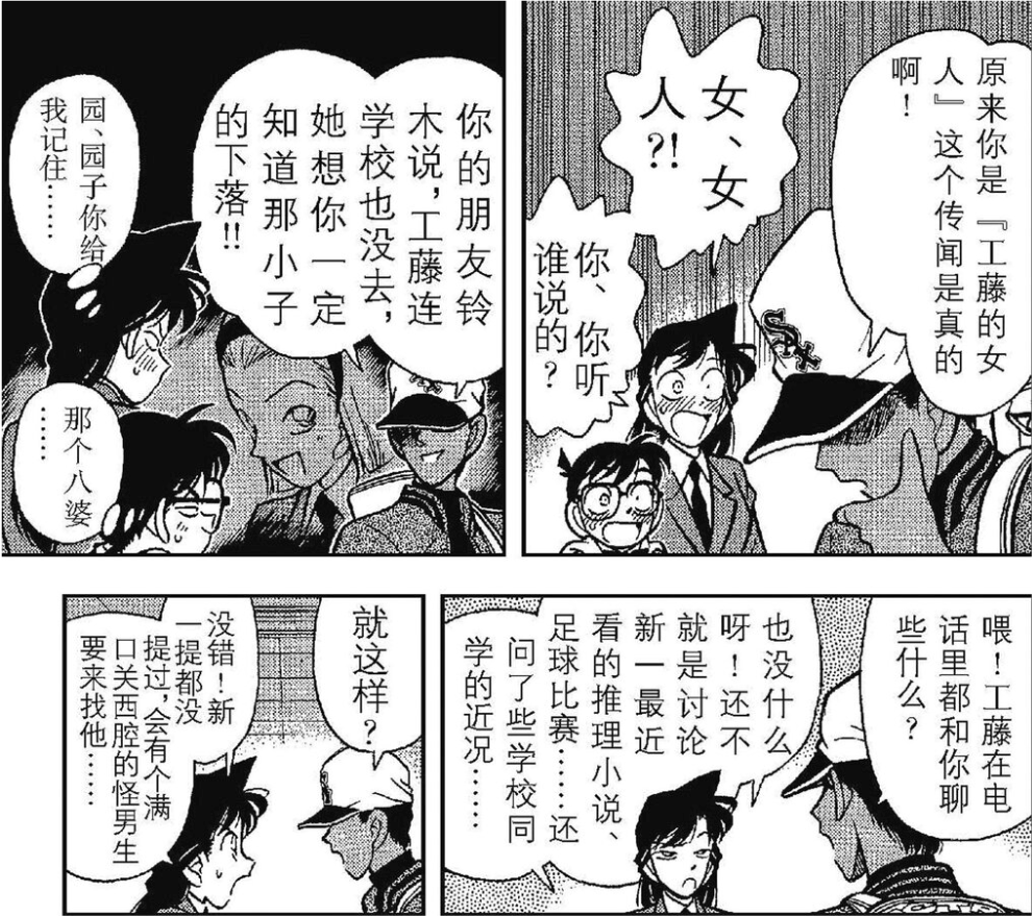 原来你是『工藤的女
人』这个传闻是真的
啊！
女、女
人？！
你、你听
谁说的？
你的朋友铃
木说，工藤连
学校也没去，
她想你一定
知道那小子
的下落！！
园、园子你给
我记住……
那个八婆
……
喂！工藤在电
话里都和你聊
些什么？
也没什么
呀！还不
就是讨论
新一最近
看的推理小说、
足球比赛……还
问了些学校同
学的近况……
就这样？
没错！新
一提都没
提过，会有个满
口关西腔的怪男生
要来找他……